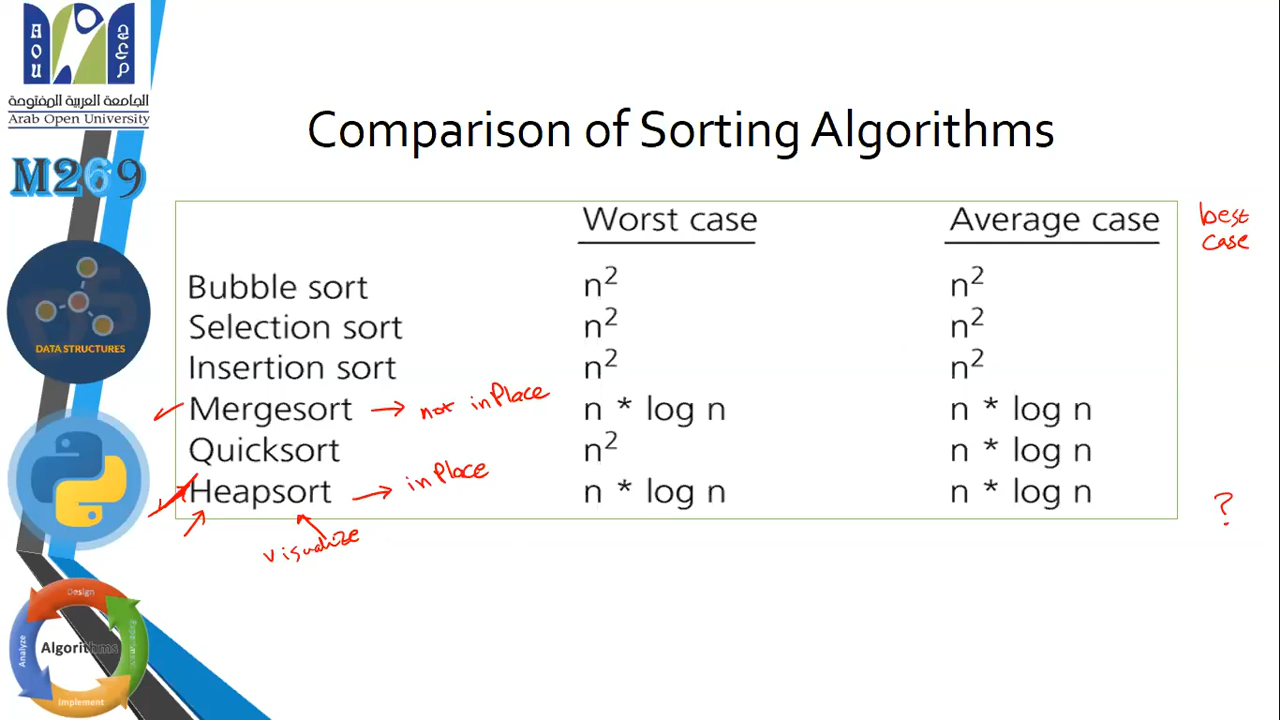 AOU
الجامعة العربية المفتوحة
Arab Open University
M269
Comparison of Sorting Algorithms
Worst case Average case best case
Bubble sort n² n²
Selection sort n² n²
Insertion sort n² n²
Mergesort → not inPlace n * log n n * log n
Quicksort n² n * log n
Heapsort → inPlace n * log n n * log n ?
visualize
DATA STRUCTURES
Design
Analyze
Algorithms
Implement